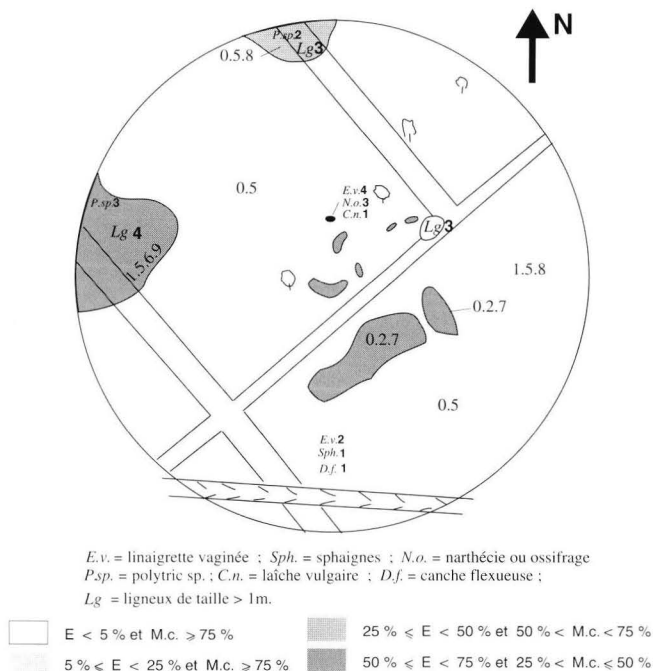 N
P.sp.2
Lg3
0.5.8
0.5
E.v.4
N.o.3
C.n.1
P.sp.3
Lg 4
1.5.6.9
Lg3
1.5.8
0.2.7
0.2.7
0.5
E.v.2
Sph.1
D.f. 1
E.v. = linaigrette vaginée ; Sph. = sphaignes ; N.o. = narthécie ou ossifrage
P.sp. = polytric sp. ; C.n. = laîche vulgaire ; D.f. = canche flexueuse ;
Lg = ligneux de taille > 1m.
E < 5 % et M.c. ⩾ 75 %
25 % ⩽ E < 50 % et 50 % < M.c. < 75 %
5 % ⩽ E < 25 % et M.c. ⩾ 75 %
50 % ⩽ E < 75 % et 25 % < M.c. ⩽ 50 %